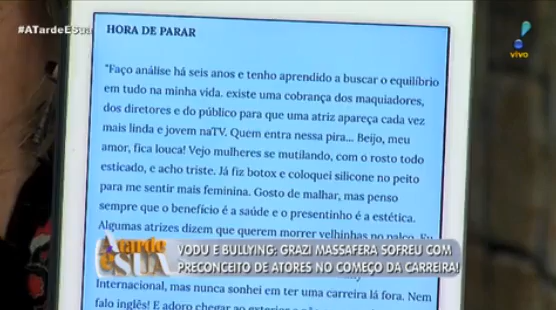 #ATardeESua
HORA DE PARAR
vivo
"Faço análise há seis anos e tenho aprendido a buscar o equilíbrio
em tudo na minha vida. existe uma cobrança dos maquiadores,
dos diretores e do público para que uma atriz apareça cada vez
mais linda e jovem naTV. Quem entra nessa pira... Beijo, meu
amor, fica louca! Vejo mulheres se mutilando, com o rosto todo
esticado, e acho triste. Já fiz botox e coloquei silicone no peito
para me sentir mais feminina. Gosto de malhar, mas penso
sempre que o benefício é a saúde e o presentinho é a estética.
Algumas atrizes dizem que querem morrer velhinhas no palco. Eu
A tarde é SUA
VODU E BULLYING: GRAZI MASSAFERA SOFREU COM
PRECONCEITO DE ATORES NO COMEÇO DA CARREIRA!
Internacional, mas nunca sonhei em ter uma carreira lá fora. Nem
falo inglês! E adoro chegar ao exterior